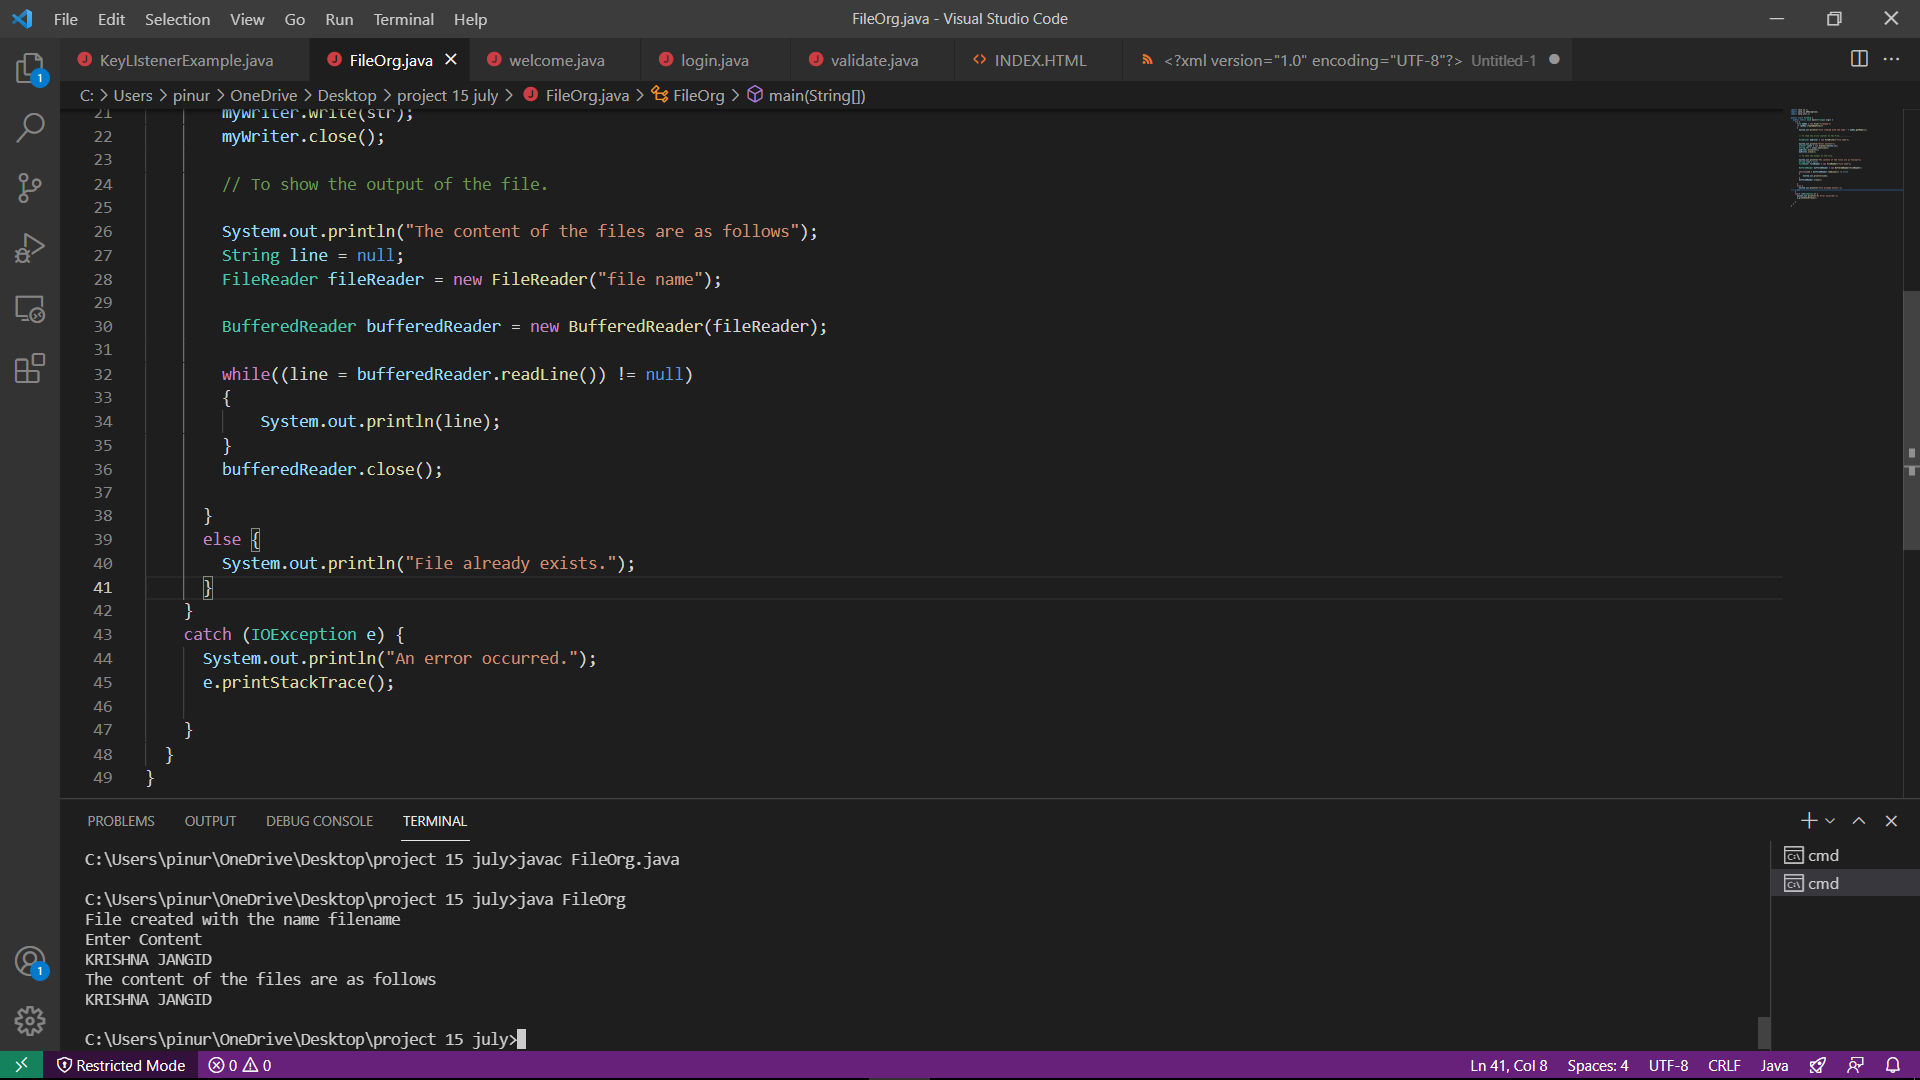 File Edit Selection View Go Run Terminal Help FileOrg.java - Visual Studio Code
KeyLIstenerExample.java FileOrg.java welcome.java login.java validate.java INDEX.HTML <?xml version="1.0" encoding="UTF-8"?> Untitled-1
C: > Users > pinur > OneDrive > Desktop > project 15 july > FileOrg.java > FileOrg > main(String[])
21 myWriter.write(str);
22 myWriter.close();
23
24 // To show the output of the file.
25
26 System.out.println("The content of the files are as follows");
27 String line = null;
28 FileReader fileReader = new FileReader("file name");
29
30 BufferedReader bufferedReader = new BufferedReader(fileReader);
31
32 while((line = bufferedReader.readLine()) != null)
33 {
34 System.out.println(line);
35 }
36 bufferedReader.close();
37
38 }
39 else {
40 System.out.println("File already exists.");
41 }
42 }
43 catch (IOException e) {
44 System.out.println("An error occurred.");
45 e.printStackTrace();
46
47 }
48 }
49 }
PROBLEMS OUTPUT DEBUG CONSOLE TERMINAL
C:\Users\pinur\OneDrive\Desktop\project 15 july>javac FileOrg.java
C:\Users\pinur\OneDrive\Desktop\project 15 july>java FileOrg
File created with the name filename
Enter Content
KRISHNA JANGID
The content of the files are as follows
KRISHNA JANGID
C:\Users\pinur\OneDrive\Desktop\project 15 july>
cmd
cmd
1
1
Restricted Mode 0 0 Ln 41, Col 8 Spaces: 4 UTF-8 CRLF Java